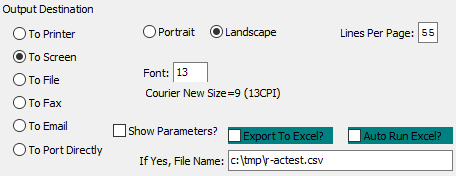 Output Destination
To Printer
Portrait
Landscape
Lines Per Page: 55
To Screen
To File
Font: 13
Courier New Size=9 (13CPI)
To Fax
To Email
Show Parameters?
Export To Excel?
Auto Run Excel?
To Port Directly
If Yes, File Name: c:\tmp\r-actest.csv